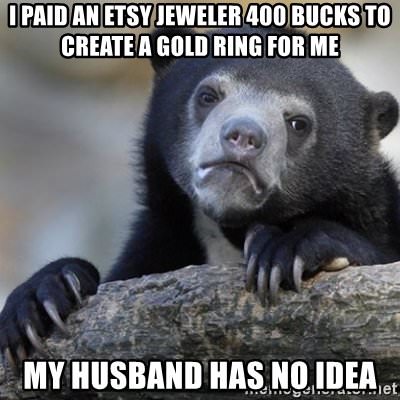 I PAID AN ETSY JEWELER 400 BUCKS TO
CREATE A GOLD RING FOR ME
MY HUSBAND HAS NO IDEA